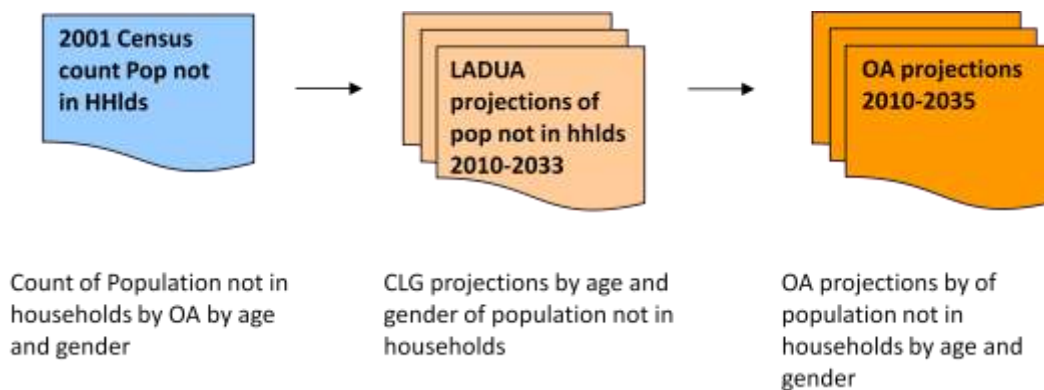 2001 Census
count Pop not
in HHlds
LADUA
projections of
pop not in hhlds
2010-2033
OA projections
2010-2035
Count of Population not in
households by OA by age
and gender
CLG projections by age and
gender of population not in
households
OA projections by of
population not in
households by age and
gender